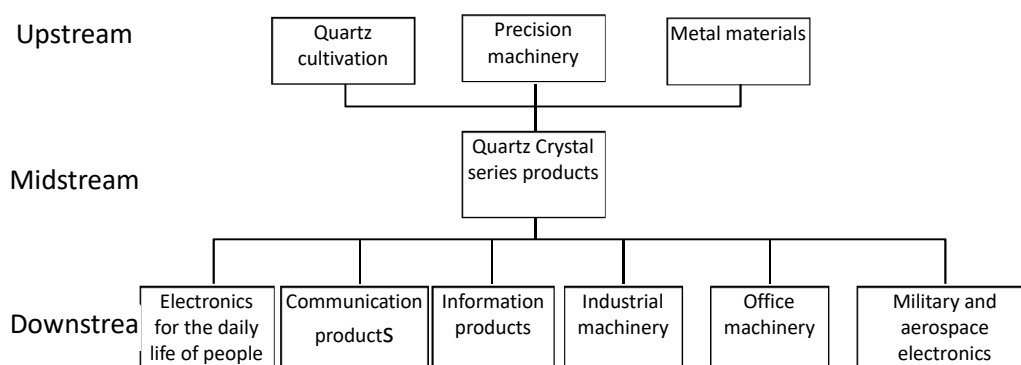 Upstream
Quartz
cultivation
Precision
machinery
Metal materials
Midstream
Quartz Crystal
series products
Downstrea
Electronics
for the daily
life of people
Communication
products
Information
products
Industrial
machinery
Office
machinery
Military and
aerospace
electronics